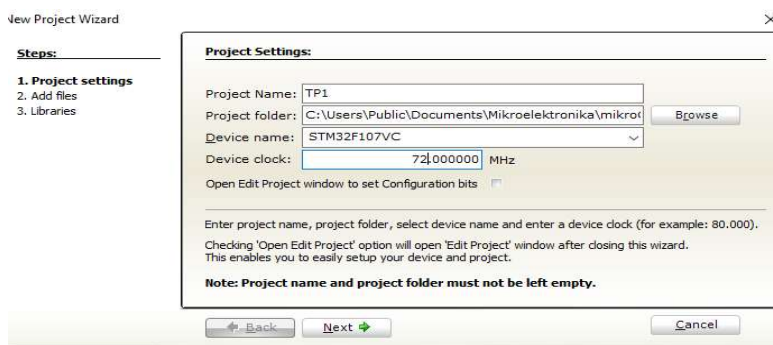 New Project Wizard
Steps:
1. Project settings
2. Add files
3. Libraries
Project Settings:
Project Name: TP1
Project folder: C:\Users\Public\Documents\Mikroelektronika\mikro Browse
Device name: STM32F107VC
Device clock: 72.000000 MHz
Open Edit Project window to set Configuration bits
Enter project name, project folder, select device name and enter a device clock (for example: 80.000).
Checking 'Open Edit Project' option will open 'Edit Project' window after closing this wizard.
This enables you to easily setup your device and project.
Note: Project name and project folder must not be left empty.
Back Next Cancel